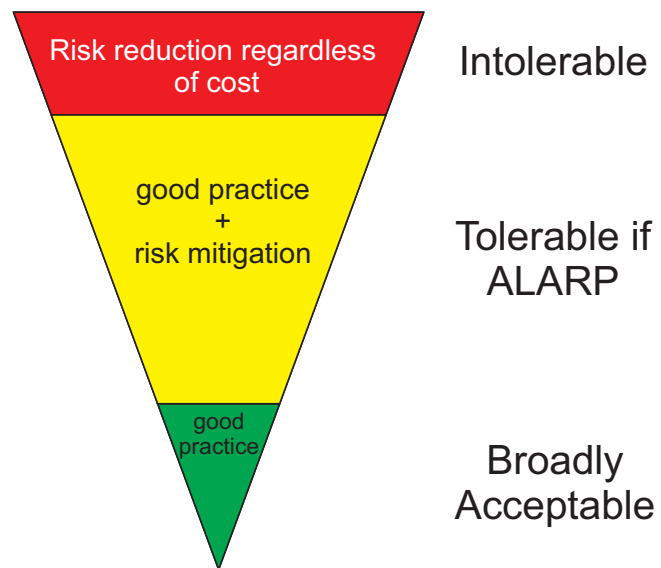 Risk reduction regardless
of cost
Intolerable
good practice
+
risk mitigation
Tolerable if
ALARP
good
practice
Broadly
Acceptable